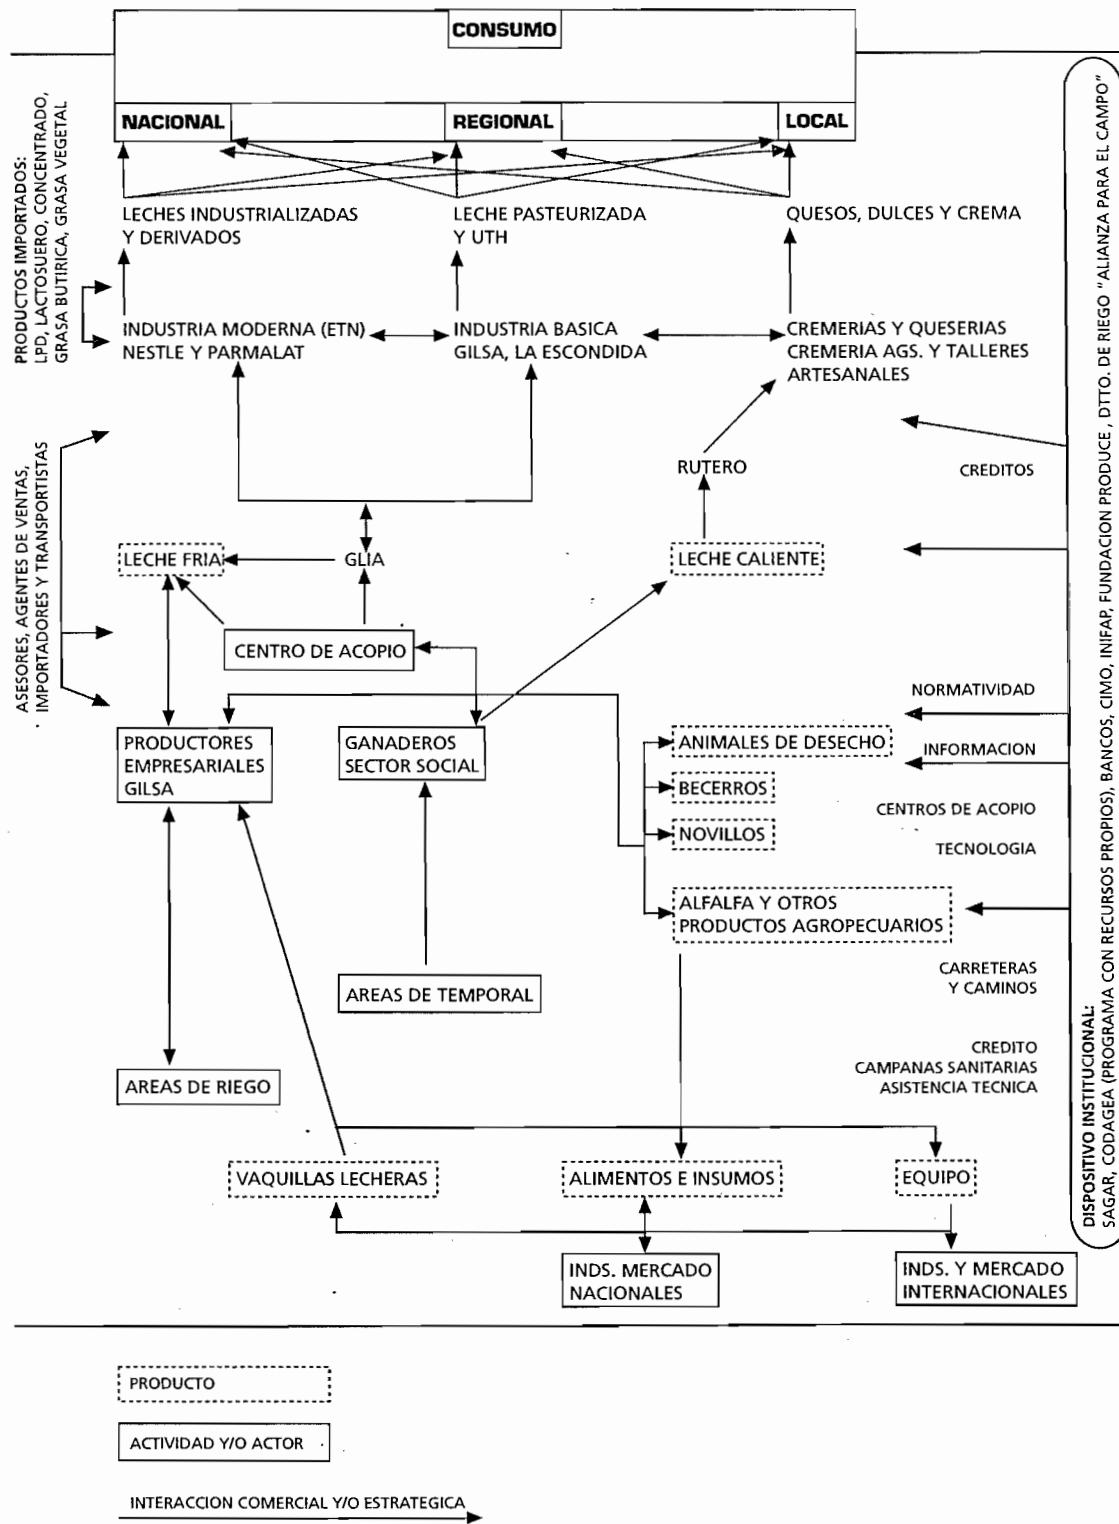 CONSUMO
NACIONAL
REGIONAL
LOCAL
PRODUCTOS IMPORTADOS:
LPD, LACTOSUERO, CONCENTRADO,
GRASA BUTIRICA, GRASA VEGETAL
LECHES INDUSTRIALIZADAS
Y DERIVADOS
LECHE PASTEURIZADA
Y UTH
QUESOS, DULCES Y CREMA
INDUSTRIA MODERNA (ETN)
NESTLE Y PARMALAT
INDUSTRIA BASICA
GILSA, LA ESCONDIDA
CREMERIAS Y QUESERIAS
CREMERIA AGS. Y TALLERES
ARTESANALES
ASESORES, AGENTES DE VENTAS,
IMPORTADORES Y TRANSPORTISTAS
RUTERO
CREDITOS
LECHE FRIA
GLIA
LECHE CALIENTE
CENTRO DE ACOPIO
NORMATIVIDAD
PRODUCTORES
EMPRESARIALES
GILSA
GANADEROS
SECTOR SOCIAL
ANIMALES DE DESECHO
INFORMACION
BECERROS
CENTROS DE ACOPIO
NOVILLOS
TECNOLOGIA
ALFALFA Y OTROS
PRODUCTOS AGROPECUARIOS
AREAS DE TEMPORAL
CARRETERAS
Y CAMINOS
AREAS DE RIEGO
CREDITO
CAMPANAS SANITARIAS
ASISTENCIA TECNICA
VAQUILLAS LECHERAS
ALIMENTOS E INSUMOS
EQUIPO
INDS. MERCADO
NACIONALES
INDS. Y MERCADO
INTERNACIONALES
DISPOSITIVO INSTITUCIONAL:
SAGAR, CODAGEA (PROGRAMA CON RECURSOS PROPIOS), BANCOS, CIMO, INIFAP, FUNDACION PRODUCE, DTTO. DE RIEGO "ALIANZA PARA EL CAMPO"
PRODUCTO
ACTIVIDAD Y/O ACTOR
INTERACCION COMERCIAL Y/O ESTRATEGICA